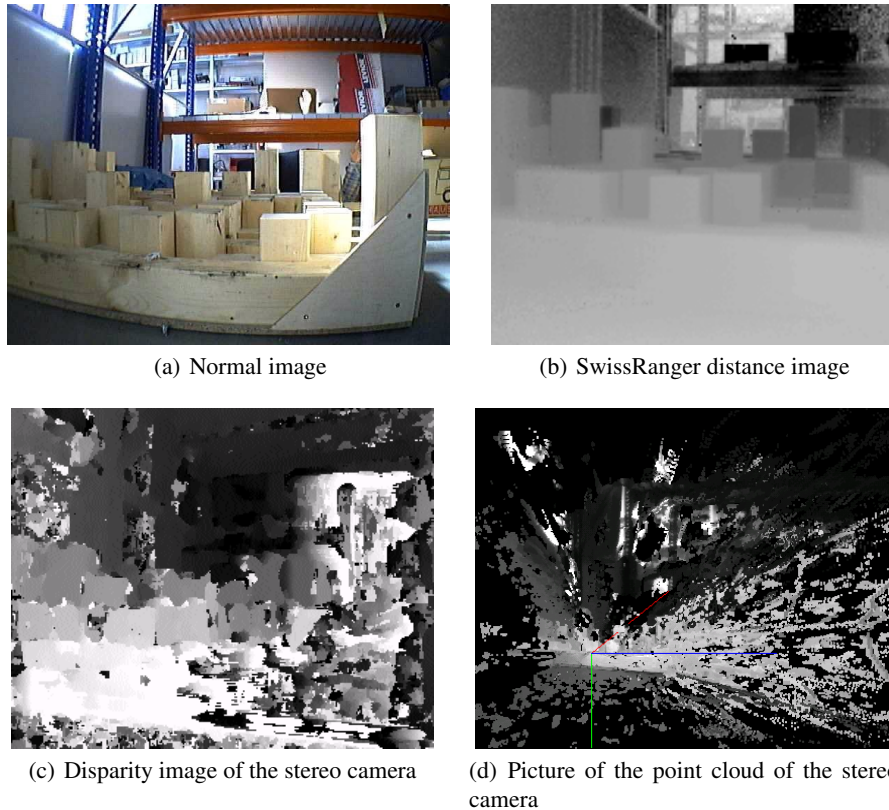 (a) Normal image
(b) SwissRanger distance image
(c) Disparity image of the stereo camera
(d) Picture of the point cloud of the stereo
camera